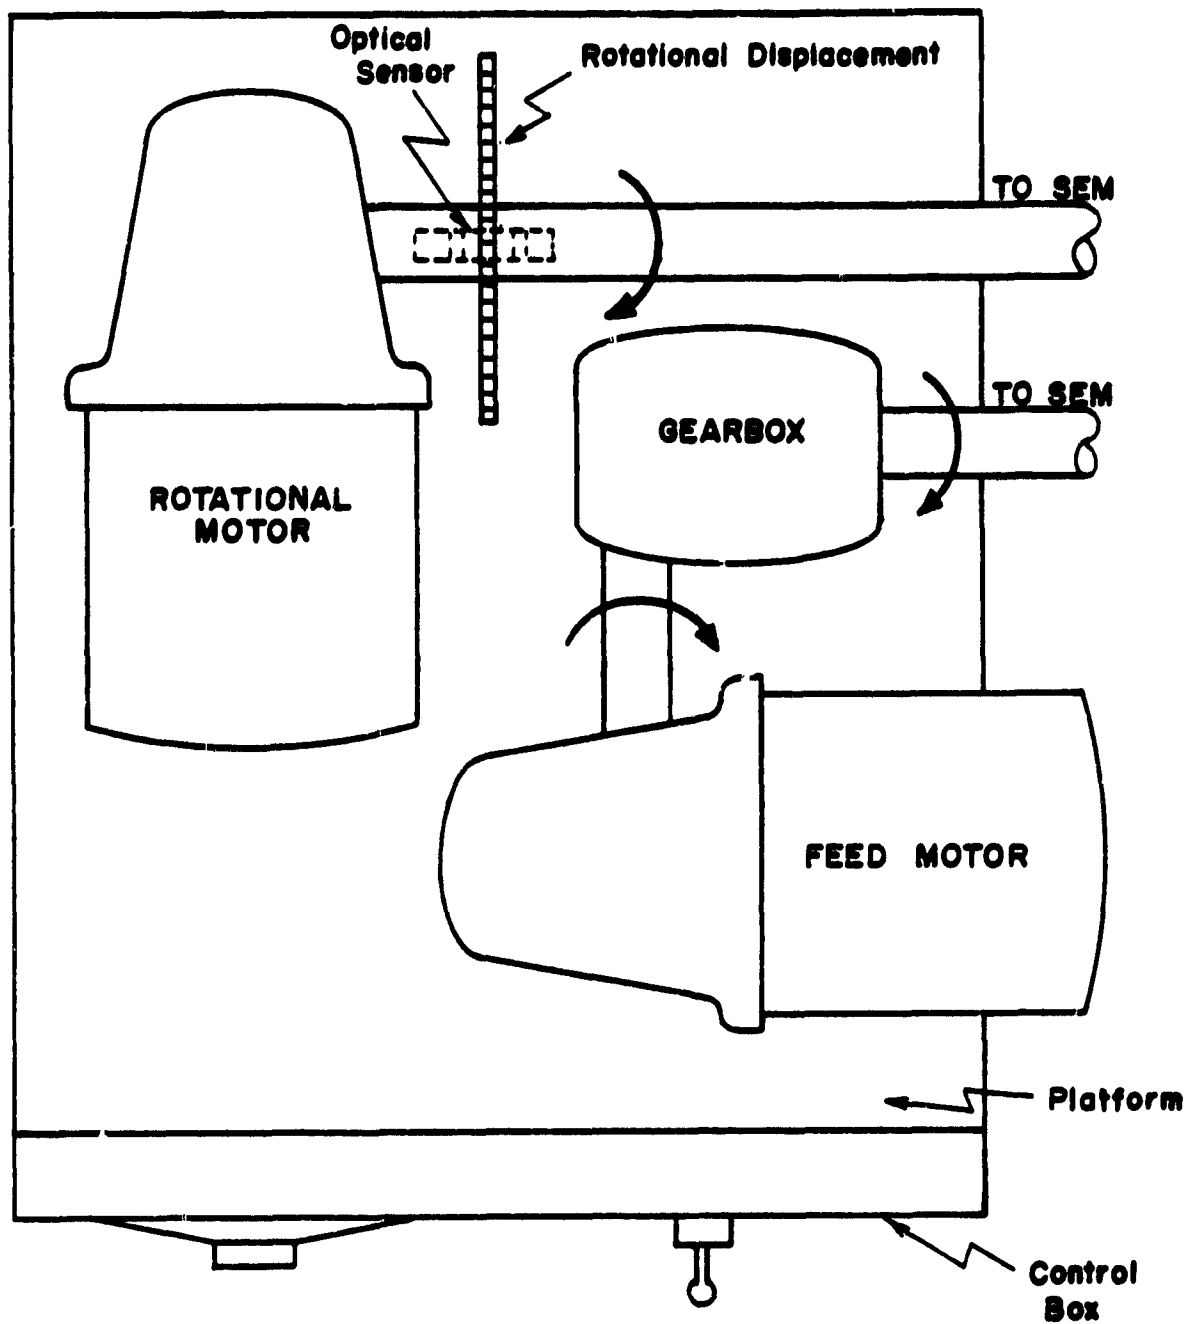 Optical
Sensor
Rotational Displacement
TO SEM
TO SEM
GEARBOX
ROTATIONAL
MOTOR
FEED MOTOR
Platform
Control
Box